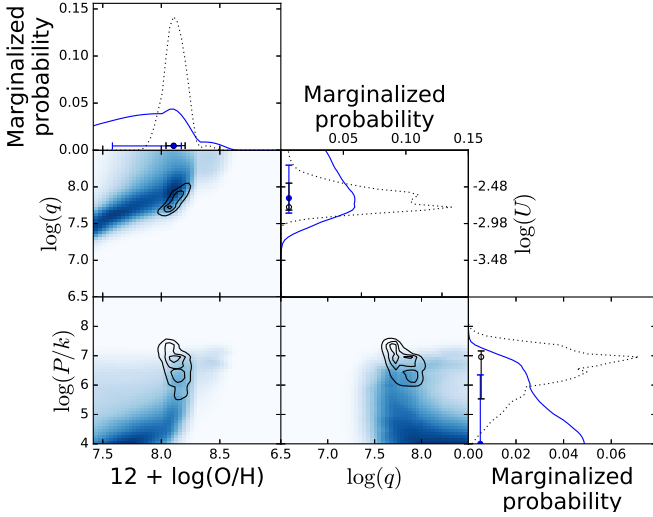 Marginalized
probability
0.15
0.10
0.05
0.00
Marginalized
probability
0.05 0.10 0.15
log(q)
8.0
7.5
7.0
6.5
-2.48
-2.98
-3.48
log(U)
log(P/k)
8
7
6
5
4
7.5 8.0 6.5 7.0 7.5 8.0 0.00 0.02 0.04 0.06
12 + log(O/H) log(q) Marginalized
probability